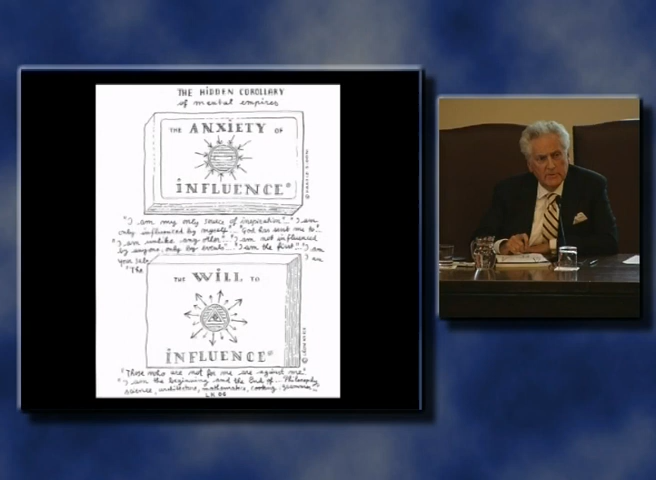 THE HIDDEN COROLLARY
of mental empires
THE ANXIETY OF
INFLUENCE®
"I am my only source of inspiration" "I am
only influenced by myself" "God has sent me to"
"I am unlike any other" "I am not influenced
by anyone, only by events" "I am the first" "I am
your
"The
I am
THE WILL TO
INFLUENCE®
"Those who are not for me are against me"
"I am the beginning and the End of... Philosophy,
science, architecture, mathematics, cooking,
LK 06